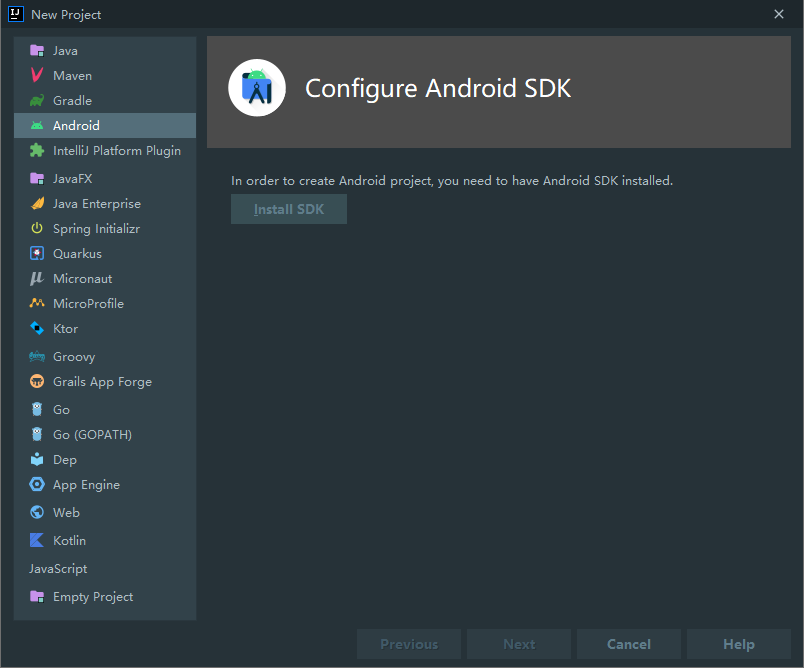 New Project
Java
Maven
Gradle
Android
IntelliJ Platform Plugin
JavaFX
Java Enterprise
Spring Initializr
Quarkus
Micronaut
MicroProfile
Ktor
Groovy
Grails App Forge
Go
Go (GOPATH)
Dep
App Engine
Web
Kotlin
JavaScript
Empty Project
Configure Android SDK
In order to create Android project, you need to have Android SDK installed.
Install SDK
Previous
Next
Cancel
Help